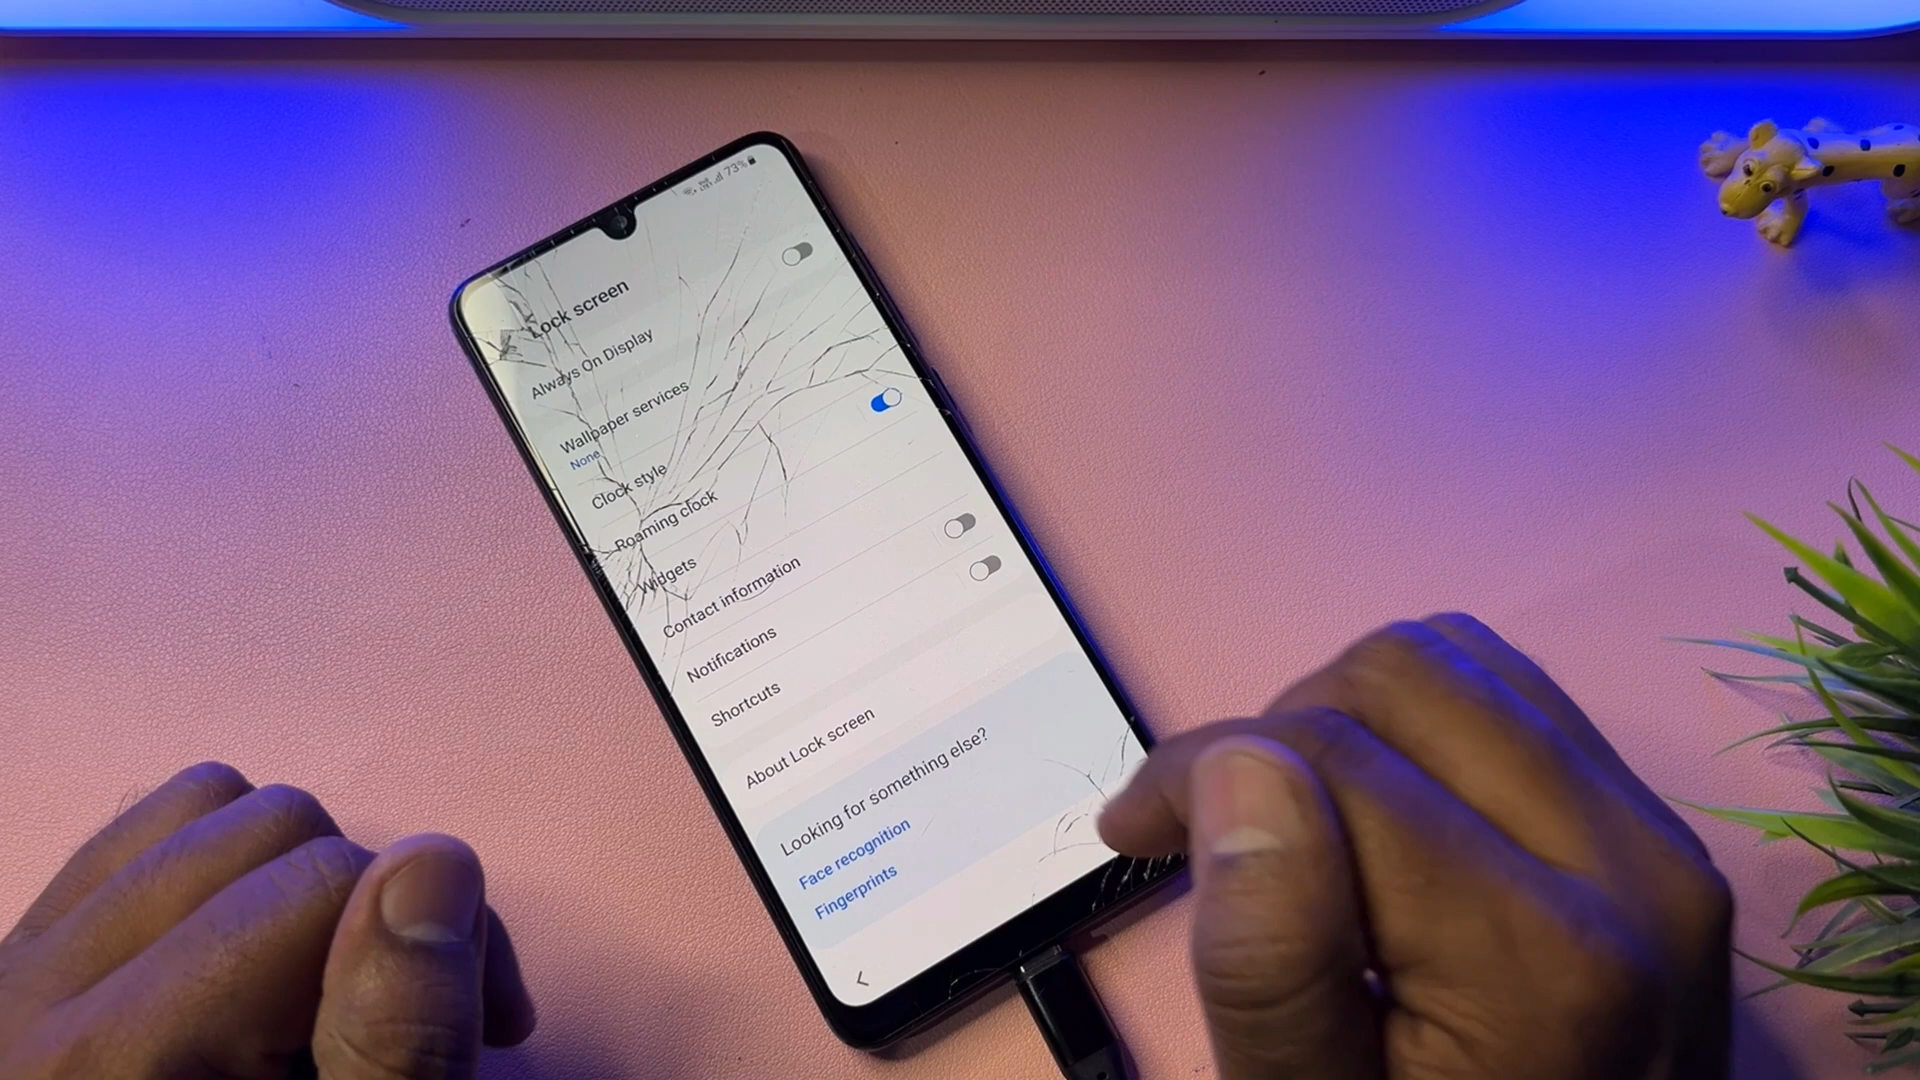 73%
Lock screen
Always On Display
Wallpaper services
None
Clock style
Roaming clock
Widgets
Contact information
Notifications
Shortcuts
About Lock screen
Looking for something else?
Face recognition
Fingerprints